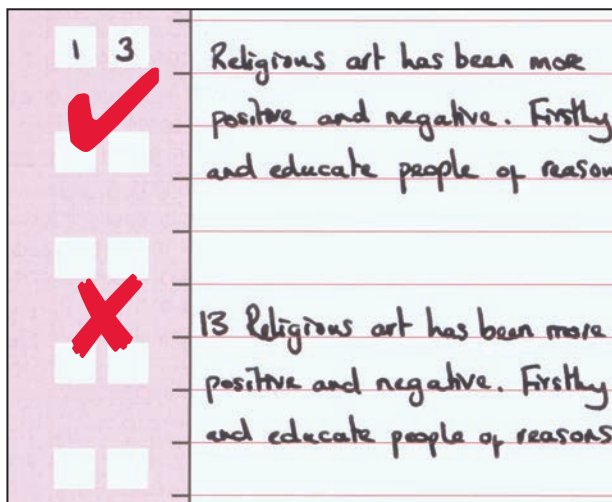 1 3 Religious art has been more
positive and negative. Firstly
and educate people of reason
13 Religious art has been more
positive and negative. Firstly
and educate people of reasons